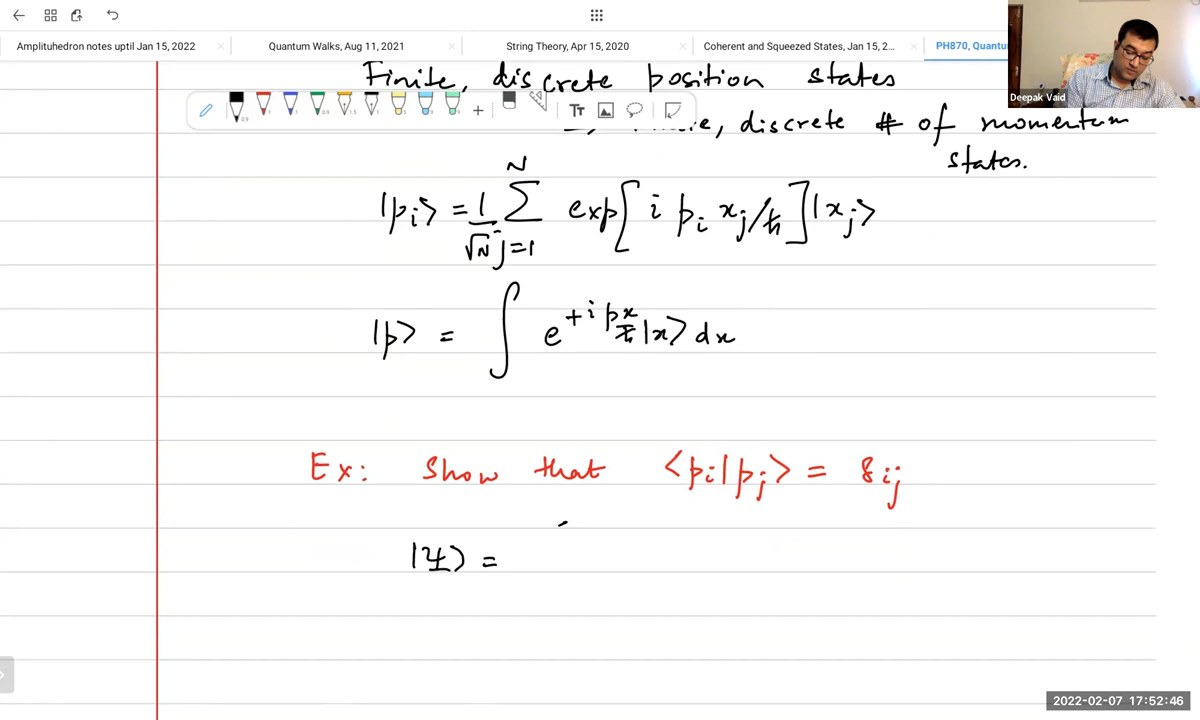 Amplituhedron notes uptil Jan 15, 2022 × Quantum Walks, Aug 11, 2021 × String Theory, Apr 15, 2020 × Coherent and Squeezed States, Jan 15, 2... × PH870, Quantu
Deepak Vaid
Finite, discrete position states
discrete # of momentum
states.
|p_i> = 1/√N Σ_{j=1}^{N} exp[i p_i x_j/ħ] |x_j>
|p> = ∫ e^{+i p x/ħ} |x> dx
Ex: Show that <p_i|p_j> = δ_ij
|Ψ> =
2022-02-07 17:52:46